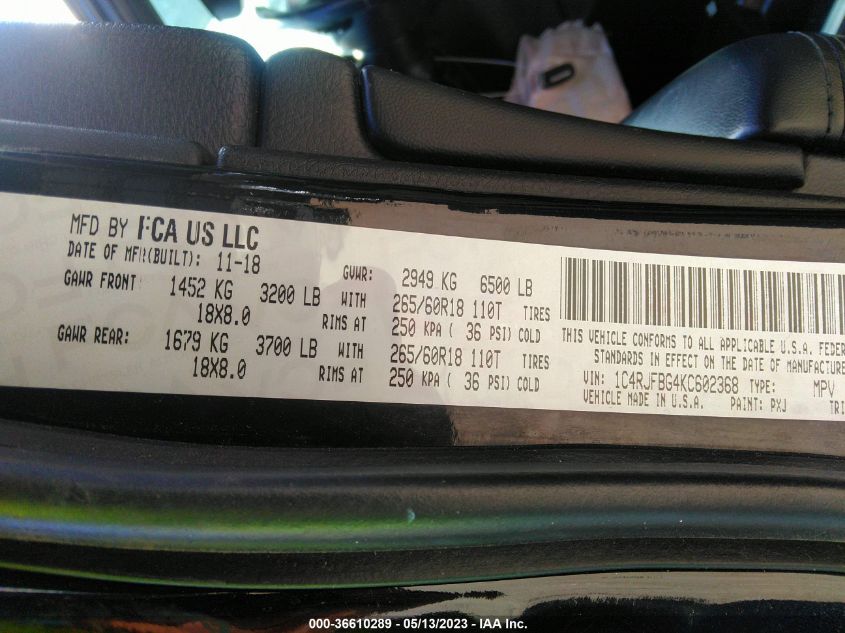 MFD BY FCA US LLC
DATE OF MFR(BUILT): 11-18
GVWR: 2949 KG 6500 LB
GAWR FRONT: 1452 KG 3200 LB WITH 265/60R18 110T TIRES
18X8.0 RIMS AT 250 KPA ( 36 PSI) COLD
GAWR REAR: 1679 KG 3700 LB WITH 265/60R18 110T TIRES
18X8.0 RIMS AT 250 KPA ( 36 PSI) COLD
THIS VEHICLE CONFORMS TO ALL APPLICABLE U.S.A. FEDER
STANDARDS IN EFFECT ON THE DATE OF MANUFACTURE
VIN: 1C4RJFBG4KC602368 TYPE: MPV
VEHICLE MADE IN U.S.A. PAINT: PXJ TRI
000-36610289 - 05/13/2023 - IAA Inc.